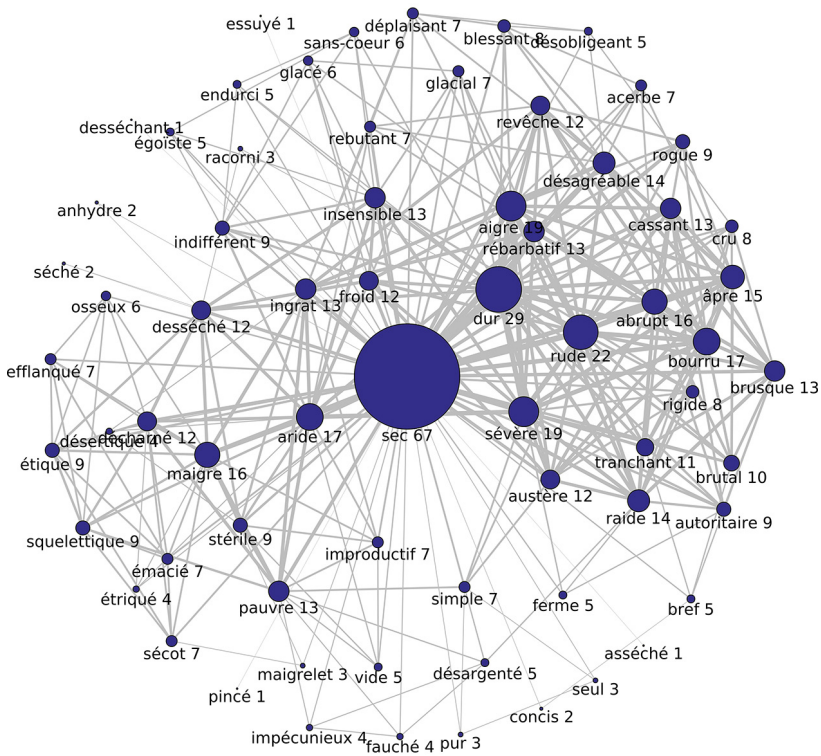 essuyé 1
déplaisant 7
sans-coeur 6
blessant 8
désobligeant 5
glacé 6
glacial 7
endurci 5
acerbe 7
desséchant 1
égoïste 5
rebutant 7
revêche 12
racorni 3
rogue 9
désagréable 14
anhydre 2
insensible 13
indifférent 9
aigre 19
rébarbatif 13
cassant 13
cru 8
séché 2
osseux 6
ingrat 13
froid 12
desséché 12
dur 29
abrupt 16
âpre 15
efflanqué 7
rude 22
bourru 17
brusque 13
rigide 8
désertique 4
décharné 12
aride 17
sec 67
sévère 19
étique 9
maigre 16
tranchant 11
brutal 10
austère 12
raide 14
autoritaire 9
squelettique 9
stérile 9
improductif 7
émacié 7
étriqué 4
pauvre 13
simple 7
ferme 5
bref 5
sécot 7
maigrelet 3
vide 5
désargenté 5
asséché 1
pincé 1
seul 3
concis 2
impécunieux 4
fauché 4
pur 3